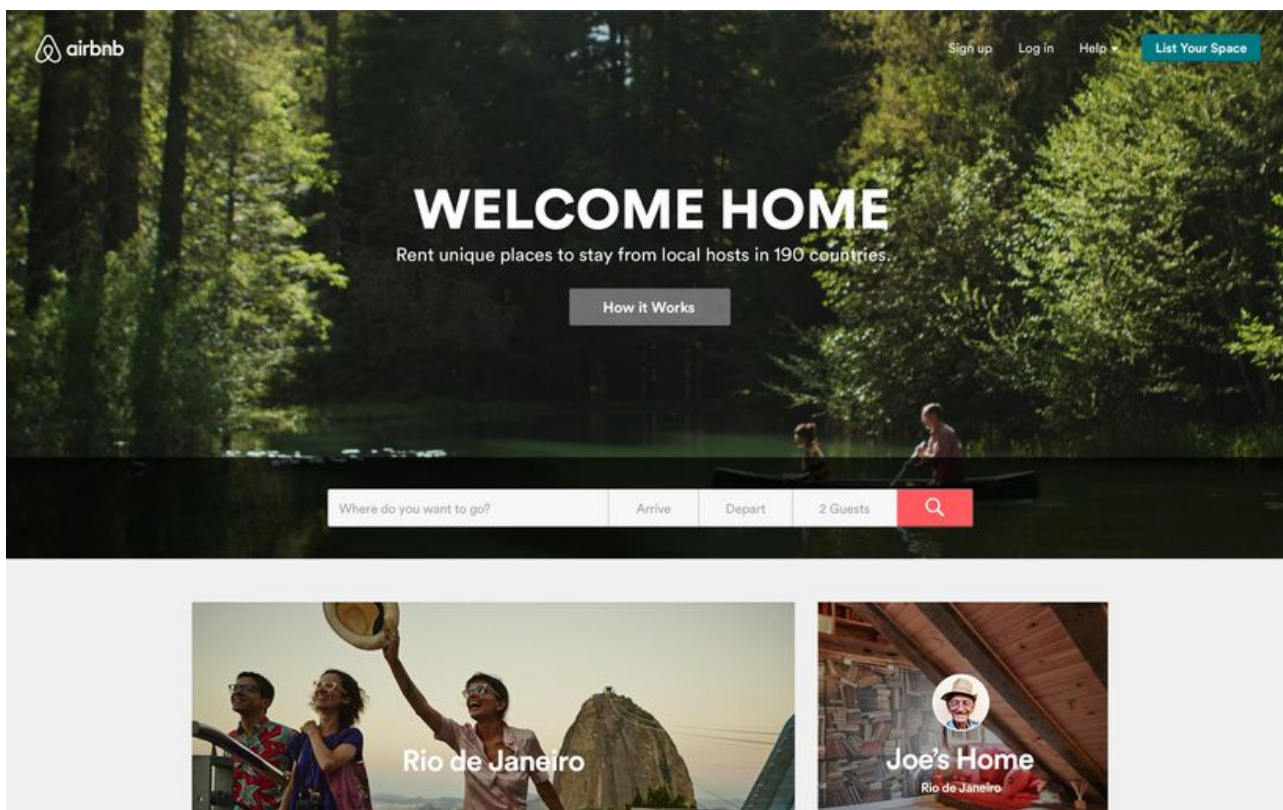 airbnb
Sign up Log in Help List Your Space
WELCOME HOME
Rent unique places to stay from local hosts in 190 countries.
How it Works
Where do you want to go? Arrive Depart 2 Guests
Rio de Janeiro
Joe's Home
Rio de Janeiro